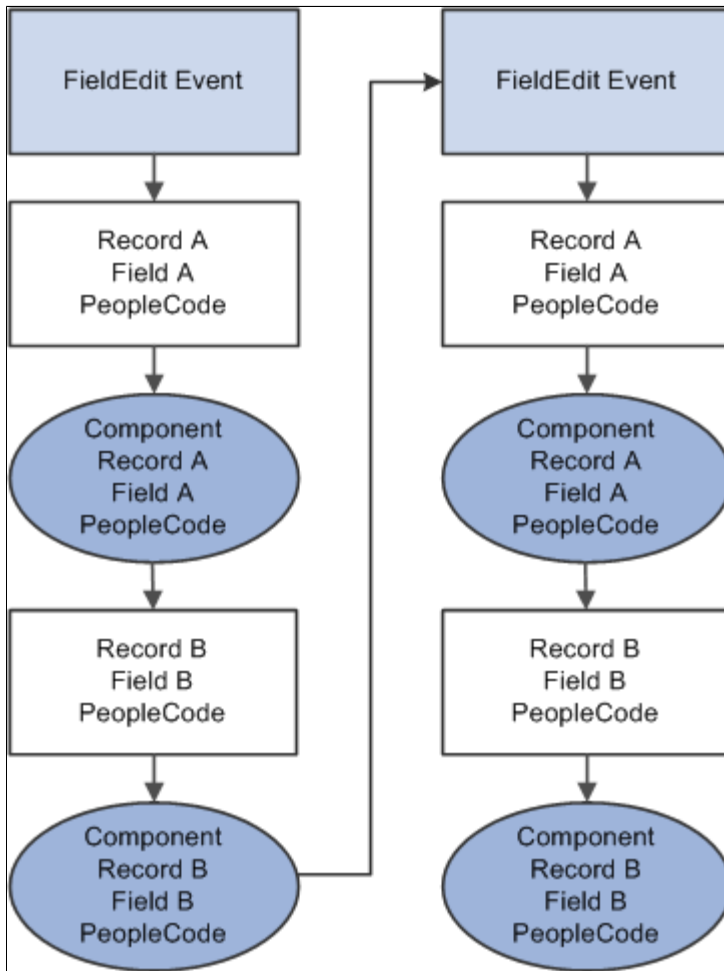 FieldEdit Event
Record A
Field A
PeopleCode
Component
Record A
Field A
PeopleCode
Record B
Field B
PeopleCode
Component
Record B
Field B
PeopleCode
FieldEdit Event
Record A
Field A
PeopleCode
Component
Record A
Field A
PeopleCode
Record B
Field B
PeopleCode
Component
Record B
Field B
PeopleCode